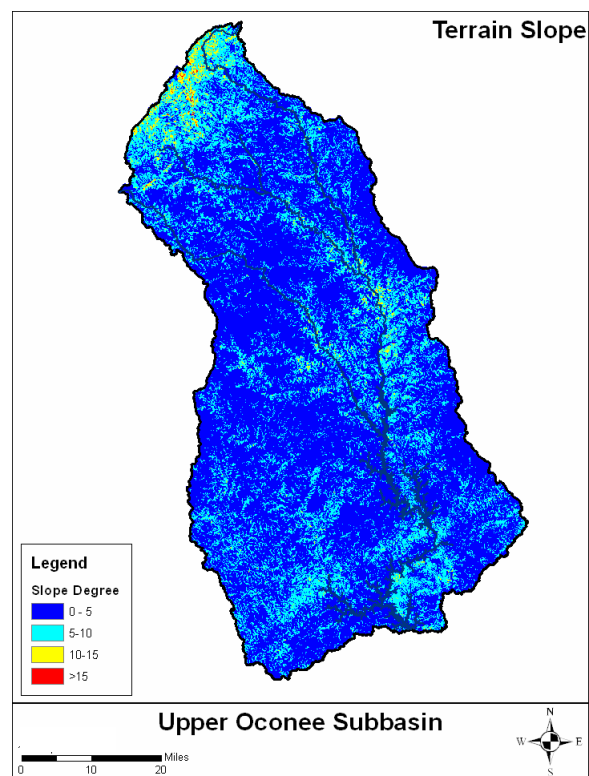 Terrain Slope
Legend
Slope Degree
0 - 5
5-10
10-15
>15
Upper Oconee Subbasin
N
W E
S
Miles
0 10 20